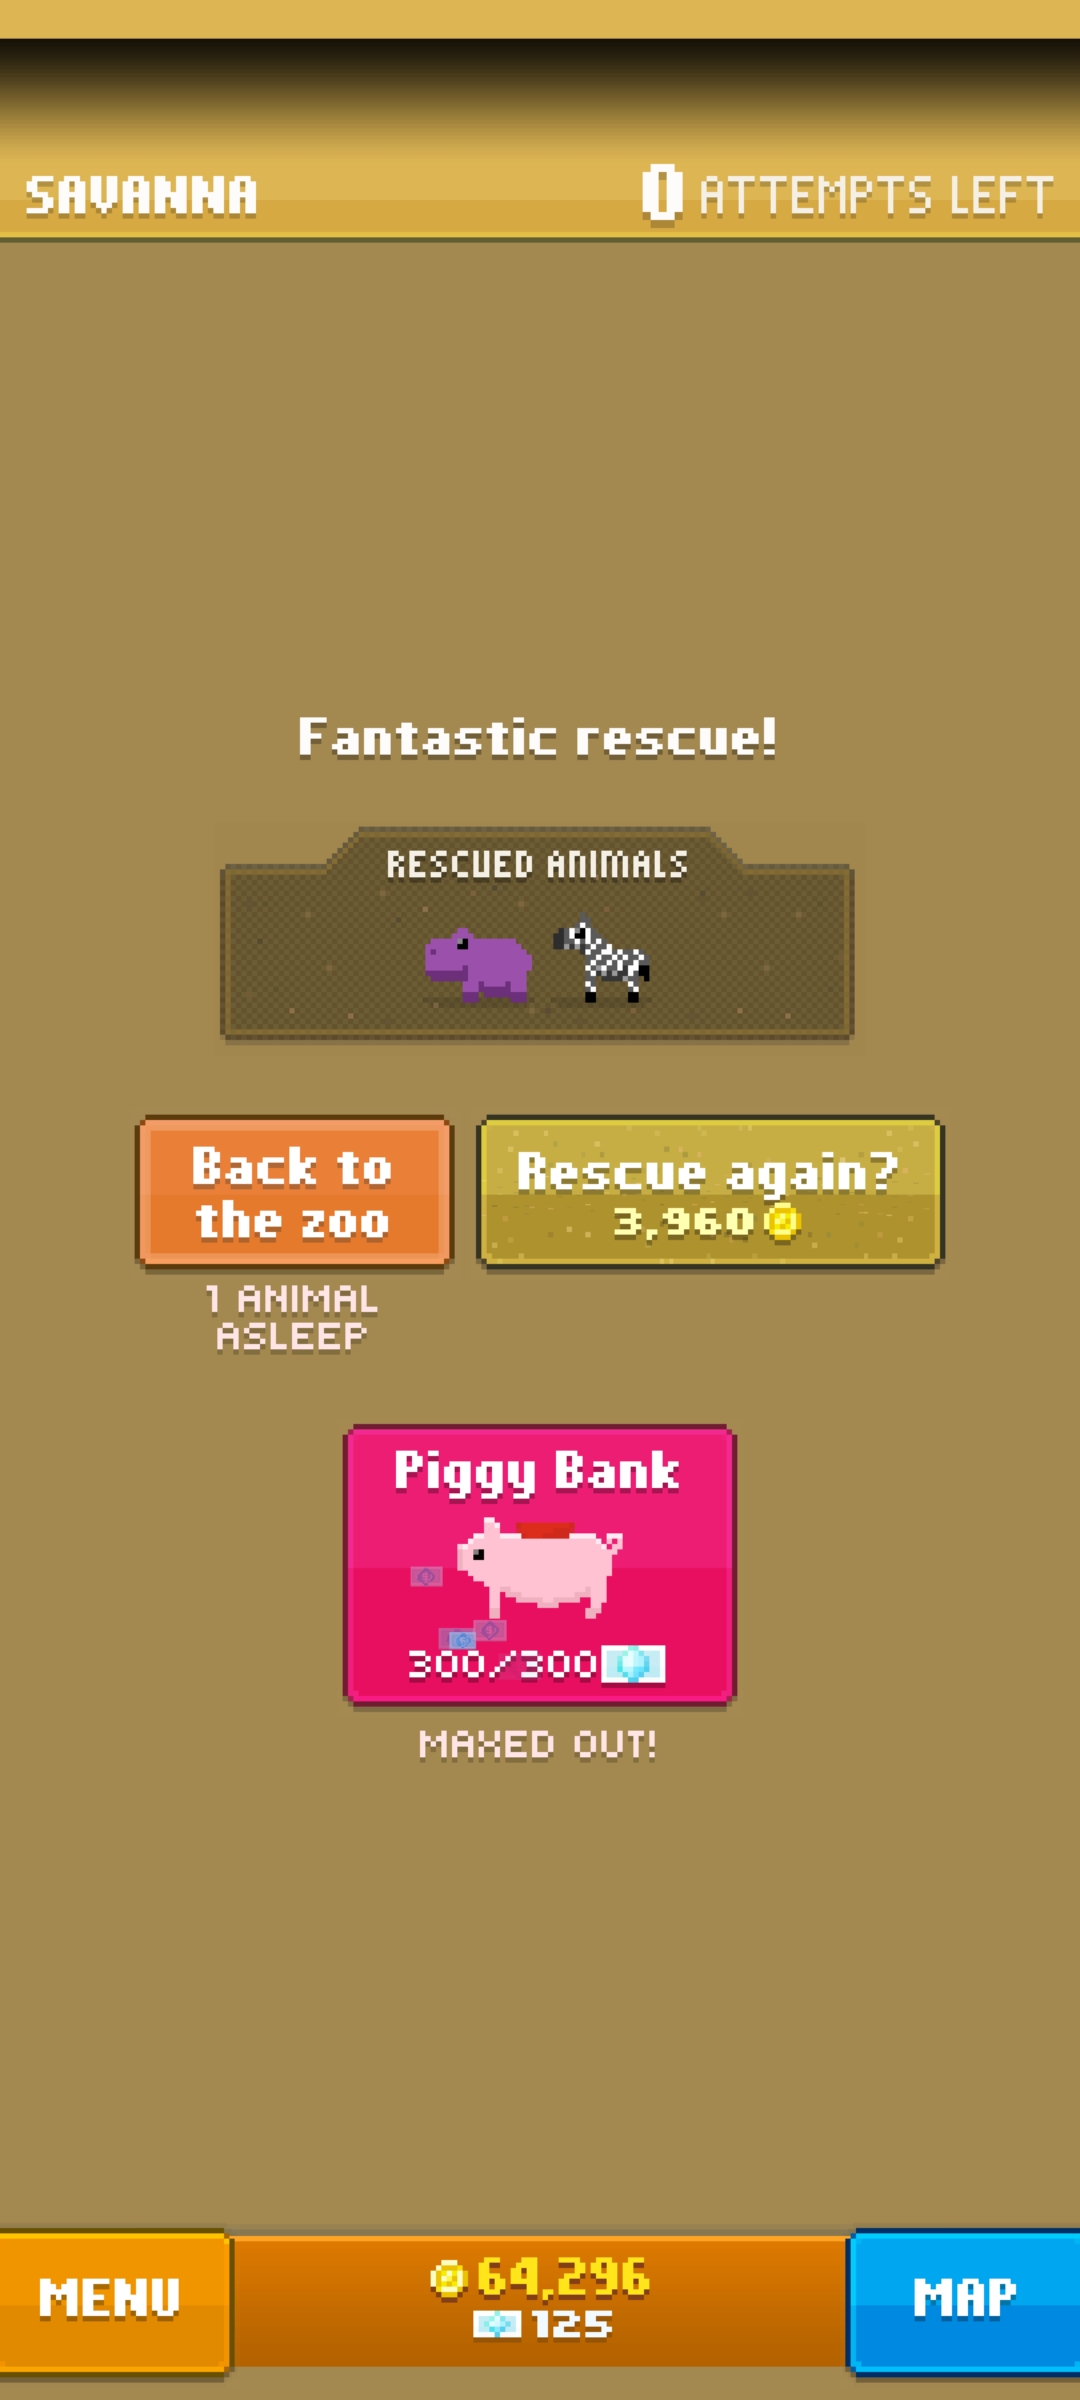 SAVANNA
0 ATTEMPTS LEFT
Fantastic rescue!
RESCUED ANIMALS
Back to
the zoo
Rescue again?
3,960
1 ANIMAL
ASLEEP
Piggy Bank
300/300
MAXED OUT!
MENU
64,296
125
MAP